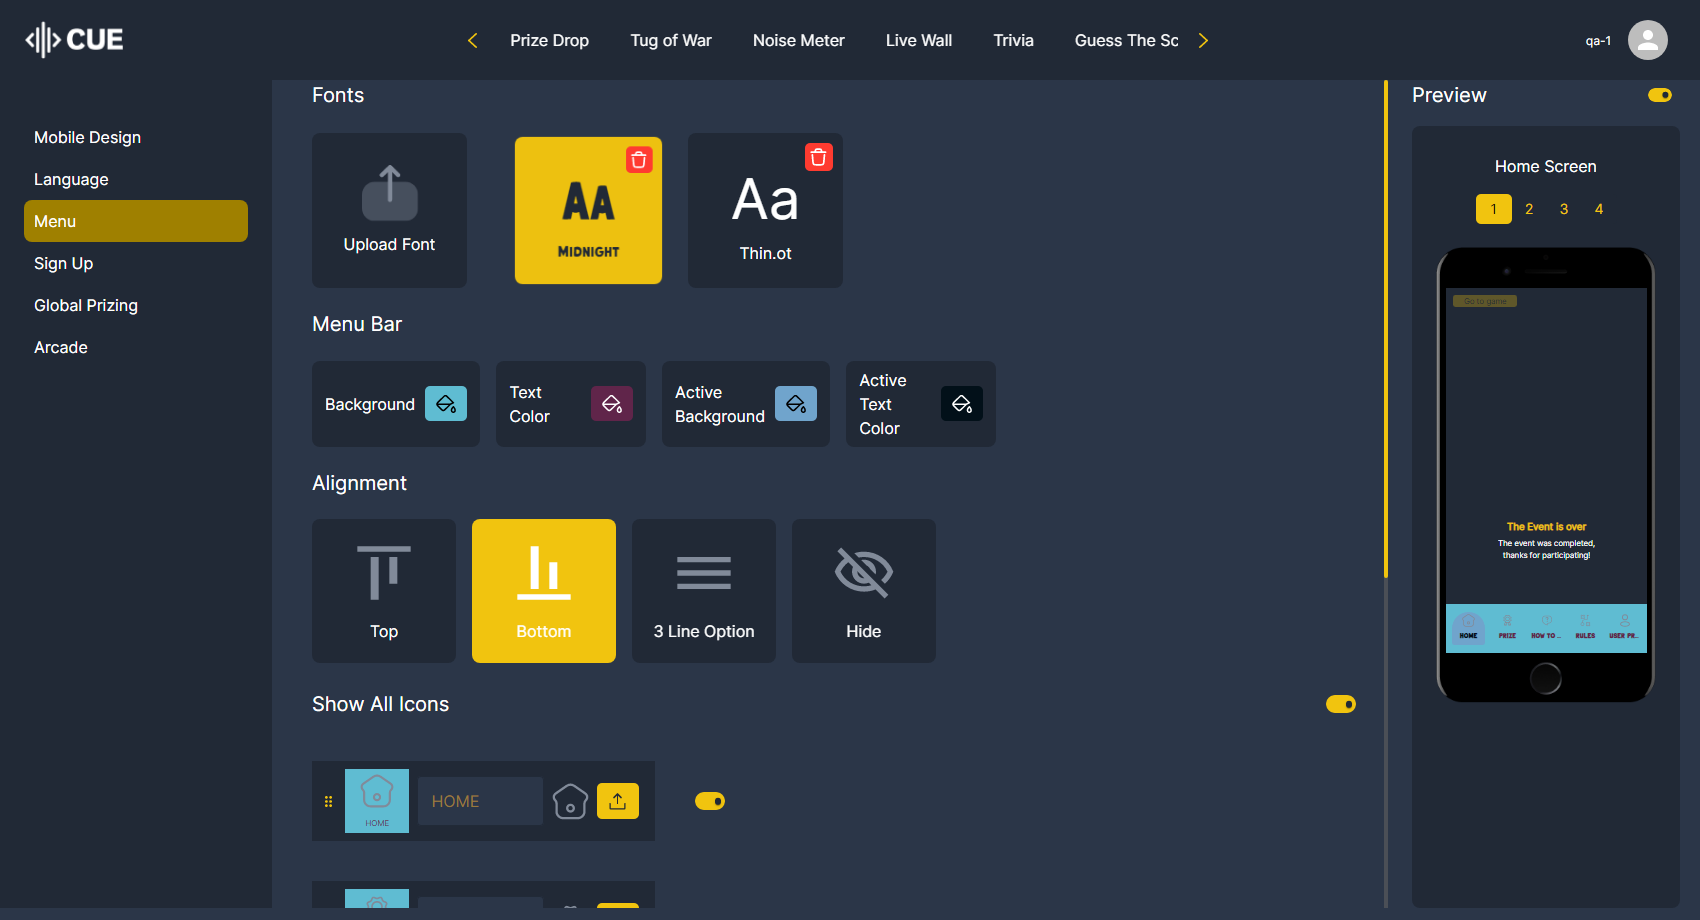 CUE
Prize Drop
Tug of War
Noise Meter
Live Wall
Trivia
Guess The Sc
qa-1
Mobile Design
Language
Menu
Sign Up
Global Prizing
Arcade
Fonts
Upload Font
Aa
Midnight
Aa
Thin.ot
Menu Bar
Background
Text
Color
Active
Background
Active
Text
Color
Alignment
Top
Bottom
3 Line Option
Hide
Show All Icons
HOME
HOME
Preview
Home Screen
1 2 3 4
Go to game
The Event is over
The event was completed,
thanks for participating!
HOME
PRIZE
HOW TO ...
RULES
USER PR...